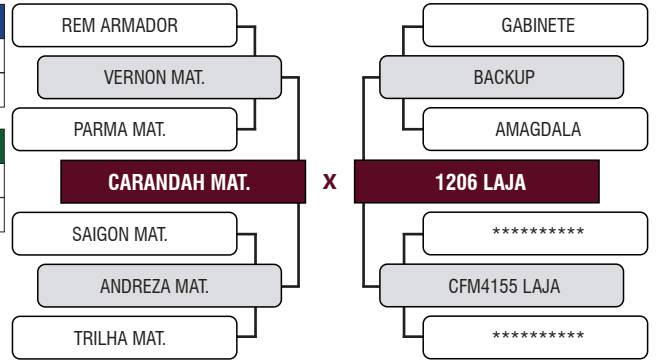 REM ARMADOR
VERNON MAT.
PARMA MAT.
CARANDAH MAT.
SAIGON MAT.
ANDREZA MAT.
TRILHA MAT.
X
GABINETE
BACKUP
AMAGDALA
1206 LAJA
**********
CFM4155 LAJA
**********